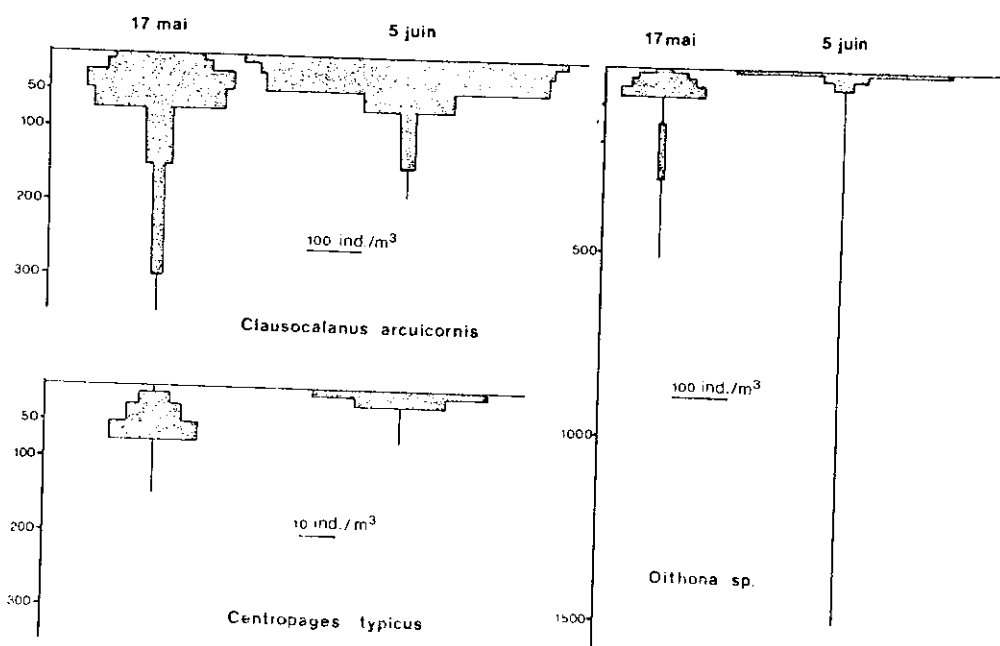 17 mai
5 juin
50
100
200
300
100 ind./m³
Clausocalanus arcuicornis
50
100
200
300
10 ind./m³
Centropages typicus
17 mai
5 juin
500
1000
1500
100 ind./m³
Oithona sp.